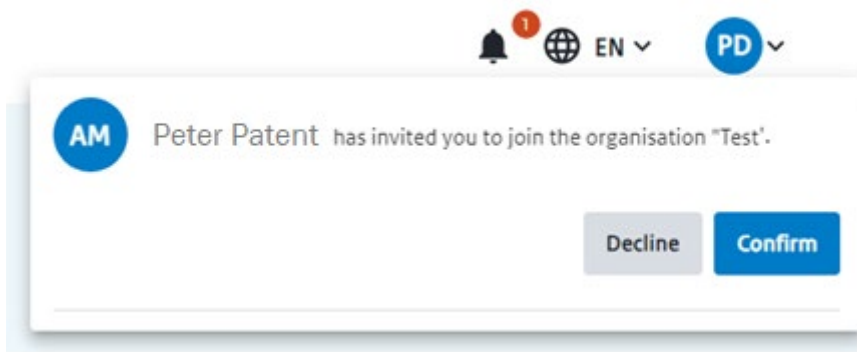 1
EN
PD
AM
Peter Patent has invited you to join the organisation "Test'.
Decline
Confirm